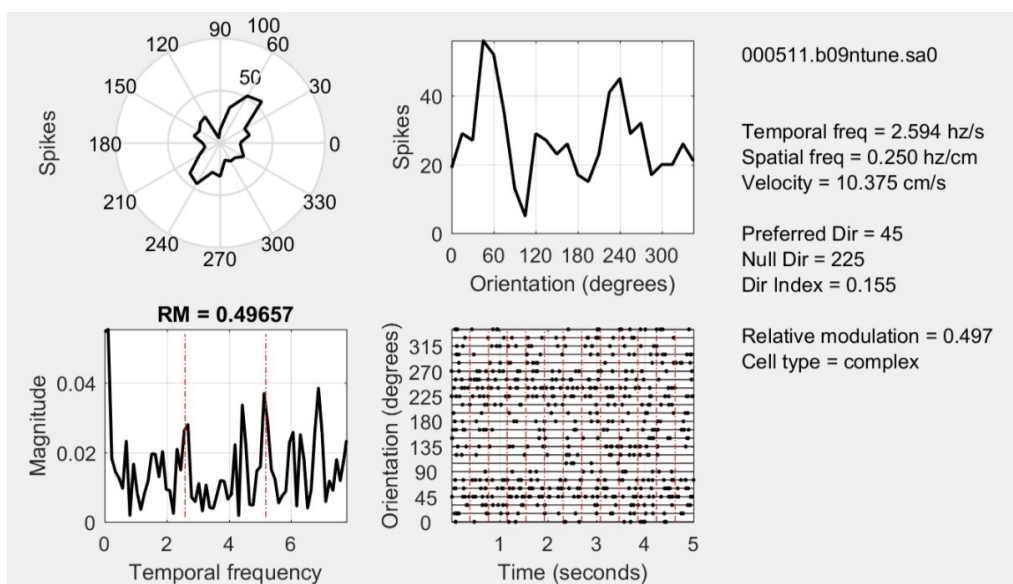 90
100
120
60
150
50
30
180
0
210
330
240
300
270
Spikes
40
20
0
0
60
120
180
240
300
Spikes
Orientation (degrees)
000511.b09ntune.sa0
Temporal freq = 2.594 hz/s
Spatial freq = 0.250 hz/cm
Velocity = 10.375 cm/s
Preferred Dir = 45
Null Dir = 225
Dir Index = 0.155
Relative modulation = 0.497
Cell type = complex
RM = 0.49657
Magnitude
0.04
0.02
0
0
2
4
6
Temporal frequency
Orientation (degrees)
315
270
225
180
135
90
45
0
1
2
3
4
5
Time (seconds)